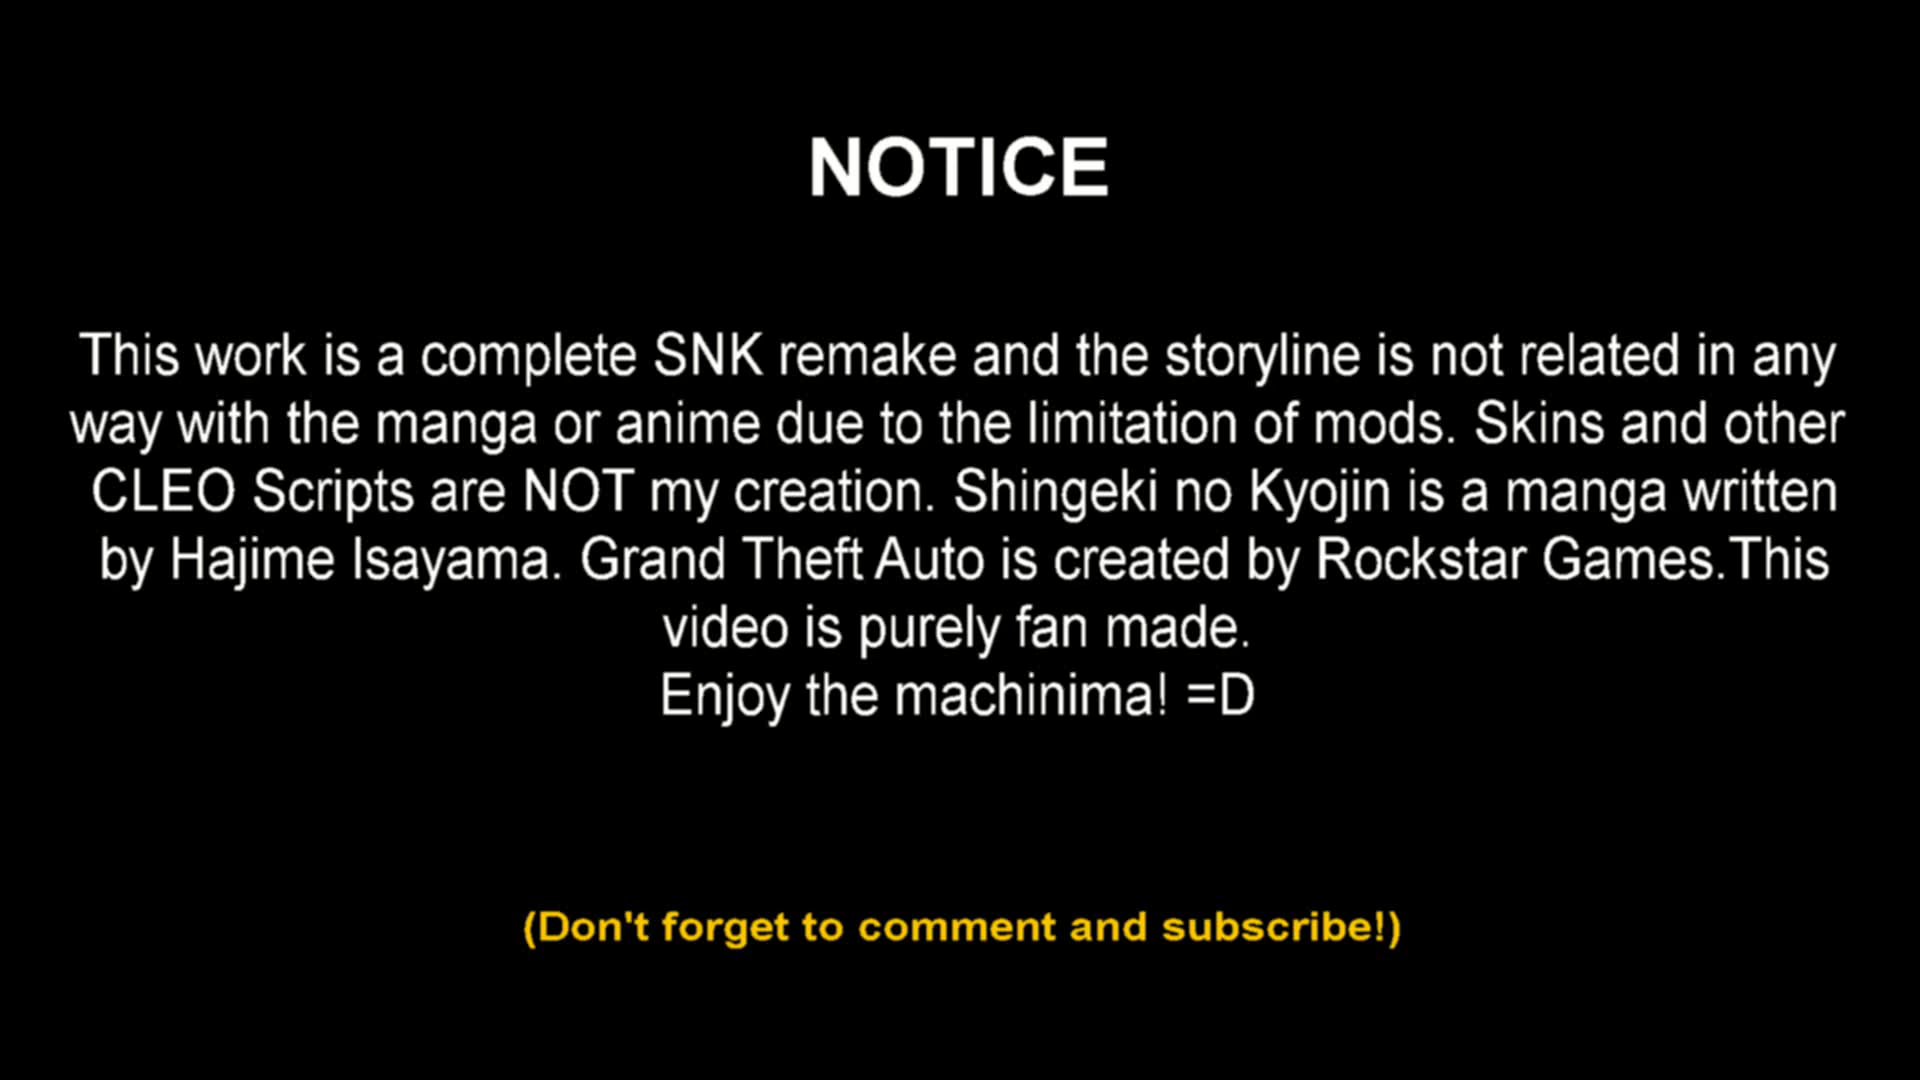 NOTICE
This work is a complete SNK remake and the storyline is not related in any
way with the manga or anime due to the limitation of mods. Skins and other
CLEO Scripts are NOT my creation. Shingeki no Kyojin is a manga written
by Hajime Isayama. Grand Theft Auto is created by Rockstar Games.This
video is purely fan made.
Enjoy the machinima! =D
(Don't forget to comment and subscribe!)